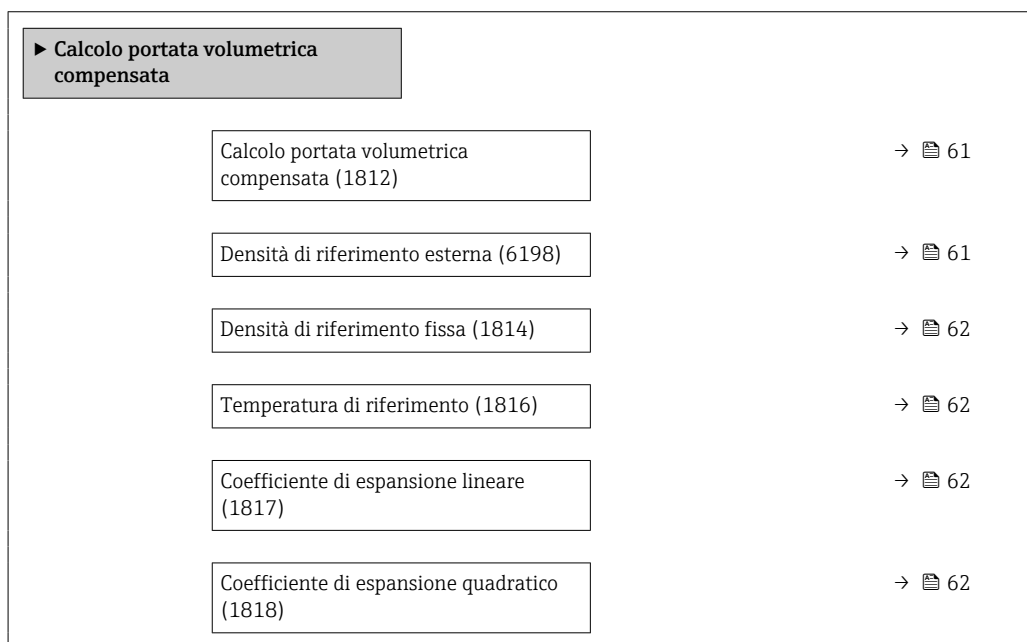 ▶ Calcolo portata volumetrica
compensata
Calcolo portata volumetrica
compensata (1812)
→ 61
Densità di riferimento esterna (6198)
→ 61
Densità di riferimento fissa (1814)
→ 62
Temperatura di riferimento (1816)
→ 62
Coefficiente di espansione lineare
(1817)
→ 62
Coefficiente di espansione quadratico
(1818)
→ 62